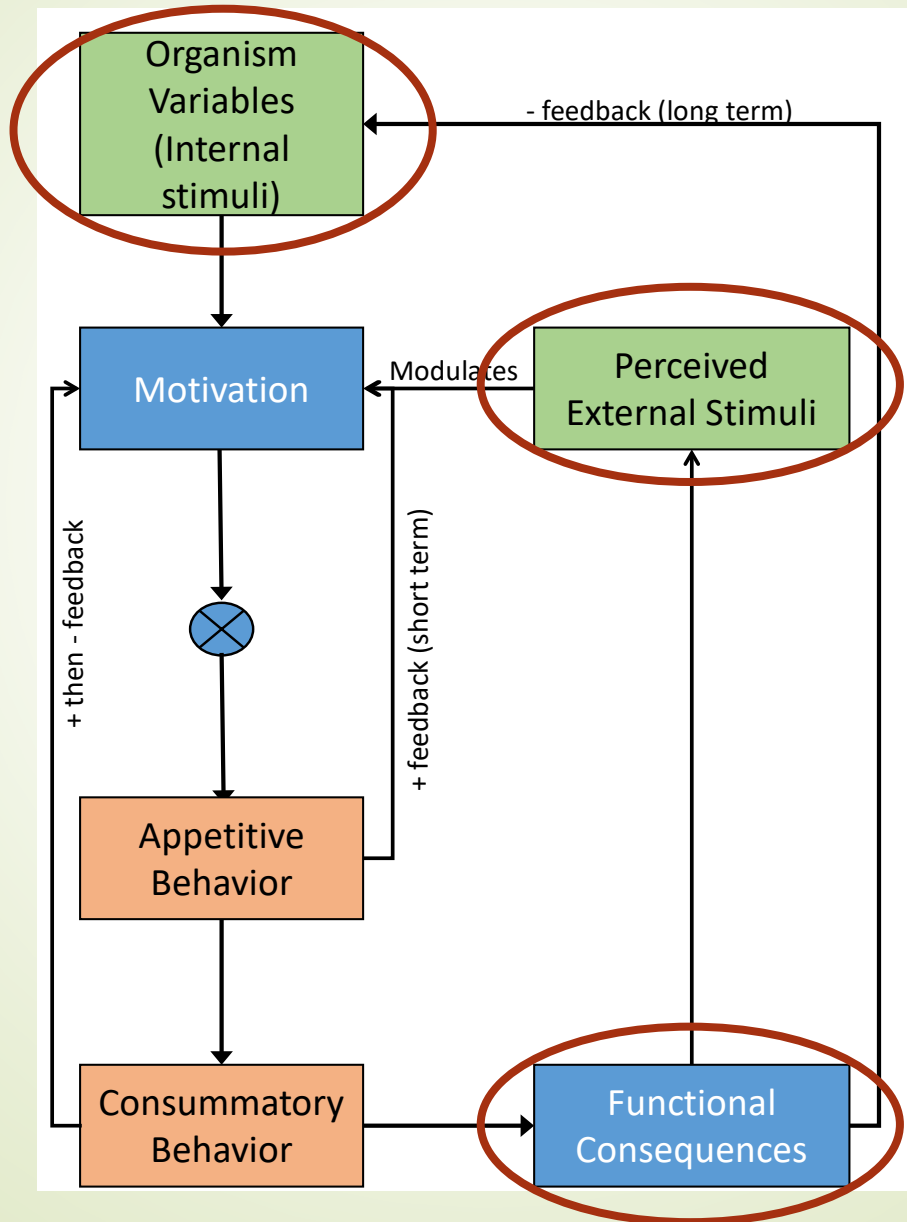 Organism
Variables
(Internal
stimuli)
- feedback (long term)
Motivation
Modulates
Perceived
External Stimuli
+ then - feedback
+ feedback (short term)
Appetitive
Behavior
Consummatory
Behavior
Functional
Consequences